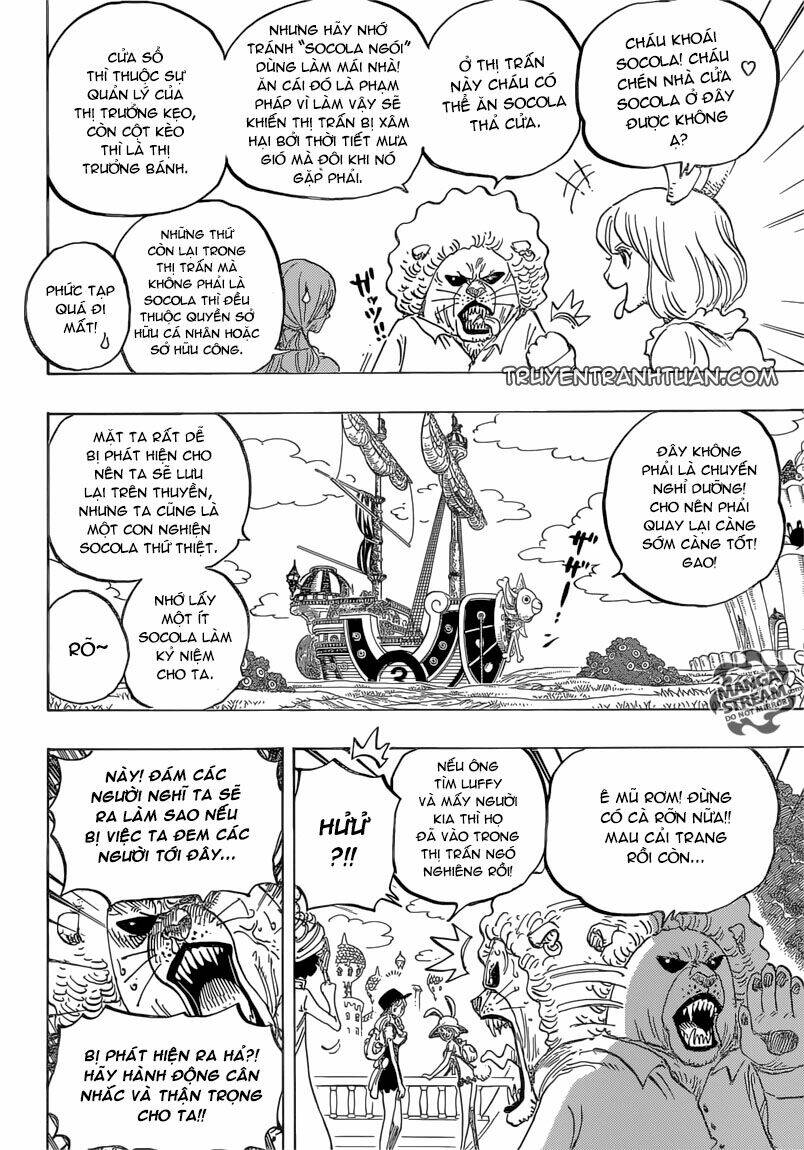 CHÁU KHOÁI
SOCOLA! CHÁU
CHÉN NHÀ CỬA
SOCOLA Ở ĐÂY
ĐƯỢC KHÔNG
Ạ?
Ở THỊ TRẤN
NÀY CHÁU CÓ
THỂ ĂN SOCOLA
THẢ CỬA.
NHƯNG HÃY NHỚ
TRÁNH "SOCOLA NGÓI"
DÙNG LÀM MÁI NHÀ!
ĂN CÁI ĐÓ LÀ PHẠM
PHÁP VÌ LÀM VẬY SẼ
KHIẾN THỊ TRẤN BỊ XÂM
HẠI BỞI THỜI TIẾT MƯA
GIÓ MÀ ĐÔI KHI NÓ
GẶP PHẢI.
CỬA SỔ
THÌ THUỘC SỰ
QUẢN LÝ CỦA
THỊ TRƯỞNG KẸO,
CÒN CỘT KÈO
THÌ LÀ THỊ
TRƯỞNG BÁNH.
NHỮNG THỨ
CÒN LẠI TRONG
THỊ TRẤN MÀ
KHÔNG PHẢI LÀ
SOCOLA THÌ ĐỀU
THUỘC QUYỀN SỞ
HỮU CÁ NHÂN HOẶC
SỞ HỮU CÔNG.
PHỨC TẠP
QUÁ ĐI
MẤT!
TRUYENTRANHTUAN.COM
ĐÂY KHÔNG
PHẢI LÀ CHUYẾN
NGHỈ DƯỠNG!
CHO NÊN PHẢI
QUAY LẠI CÀNG
SỚM CÀNG TỐT!
GAO!
MẶT TA RẤT DỄ
BỊ PHÁT HIỆN CHO
NÊN TA SẼ LƯU
LẠI TRÊN THUYỀN,
NHƯNG TA CŨNG LÀ
MỘT CON NGHIỆN
SOCOLA THỨ THIỆT.
NHỚ LẤY
MỘT ÍT
SOCOLA LÀM
KỶ NIỆM
CHO TA.
RÕ~
3
MANGA
STREAM.COM
DO NOT MIRROR
Ê MŨ RƠM! ĐỪNG
CÓ CÀ RỠN NỮA!!
MAU CẢI TRANG
RỒI CÒN...
NẾU ÔNG
TÌM LUFFY
VÀ MẤY NGƯỜI
KIA THÌ HỌ
ĐÃ VÀO TRONG
THỊ TRẤN NGÓ
NGHIÊNG RỒI!
HỬỬ
?!!
NÀY! ĐÁM CÁC
NGƯỜI NGHĨ TA SẼ
RA LÀM SAO NẾU
BỊ VIỆC TA ĐEM CÁC
NGƯỜI TỚI ĐÂY...
BỊ PHÁT HIỆN RA HẢ?!
HÃY HÀNH ĐỘNG CÂN
NHẮC VÀ THẬN TRỌNG
CHO TA!!